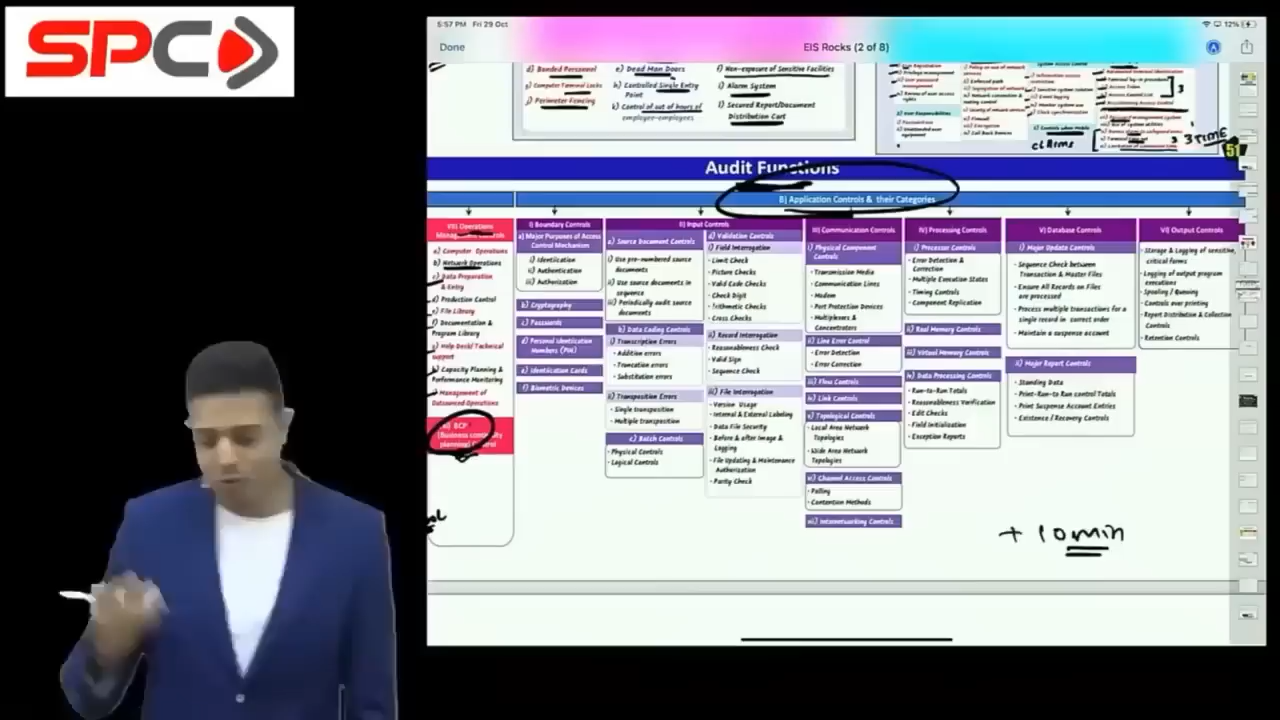 SPC
5:57 PM Fri 29 Oct
12%
Done
EIS Rocks (2 of 8)
d) Bonded Personnel
e) Dead Man Doors
f) Non-exposure of Sensitive Facilities
g) Computer Terminal Locks
h) Controlled Single Entry Point
i) Alarm System
j) Perimeter Fencing
k) Control of out of hours of employee-employees
l) Secured Report/Document Distribution Cart
Controls when Mobile
3
claims
3 TIME
51
Audit Functions
B) Application Controls & their Categories
VII) Operations Management Controls
a) Computer Operations
b) Network Operations
c) Data Preparation & Entry
d) Production Control
e) File Library
f) Documentation & Program Library
g) Help Desk/ Technical support
h) Capacity Planning & Performance Monitoring
i) Management of Outsourced Operations
BCP
(Business continuity planning) Control
I) Boundary Controls
a) Major Purposes of Access Control Mechanism
i) Identication
ii) Authentication
iii) Authorization
b) Cryptography
c) Passwords
d) Personal Identication Numbers (PIN)
e) Identication Cards
f) Biometric Devices
II) Input Controls
a) Source Document Controls
i) Use pre-numbered source documents
ii) Use source documents in sequence
iii) Periodically audit source documents
b) Data Coding Controls
i) Transcription Errors
· Addition errors
· Truncation errors
· Substitution errors
ii) Transposition Errors
· Single transposition
· Multiple transposition
c) Batch Controls
· Physical Controls
· Logical Controls
d) Validation Controls
i) Field Interrogation
· Limit Check
· Picture Checks
· Valid Code Checks
· Check Digit
· Arithmetic Checks
· Cross Checks
ii) Record Interrogation
· Reasonableness Check
· Valid Sign
· Sequence Check
iii) File Interrogation
· Version Usage
· Internal & External Labeling
· Data File Security
· Before & after Image & Logging
· File Updating & Maintenance Authorization
· Parity Check
III) Communication Controls
i) Physical Component Controls
· Transmission Media
· Communication Lines
· Modem
· Port Protection Devices
· Multiplexers & Concentrators
ii) Line Error Control
· Error Detection
· Error Correction
iii) Flow Controls
iv) Link Controls
v) Topological Controls
· Local Area Network Topologies
· Wide Area Network Topologies
vi) Channel Access Controls
· Polling
· Contention Methods
vii) Internetworking Controls
IV) Processing Controls
i) Processor Controls
· Error Detection & Correction
· Multiple Execution States
· Timing Controls
· Component Replication
ii) Real Memory Controls
iii) Virtual Memory Controls
iv) Data Processing Controls
· Run-to-Run Totals
· Reasonableness Verification
· Edit Checks
· Field Initialization
· Exception Reports
V) Database Controls
i) Major Update Controls
· Sequence Check between Transaction & Master Files
· Ensure All Records on Files are processed
· Process multiple transactions for a single record in correct order
· Maintain a suspense account
ii) Major Report Controls
· Standing Data
· Print-Run-to Run control Totals
· Print Suspense Account Entries
· Existence / Recovery Controls
VI) Output Controls
· Storage & Logging of sensitive, critical forms
· Logging of output program executions
· Spooling / Queuing
· Controls over printing
· Report Distribution & Collection Controls
· Retention Controls
+ 10 min